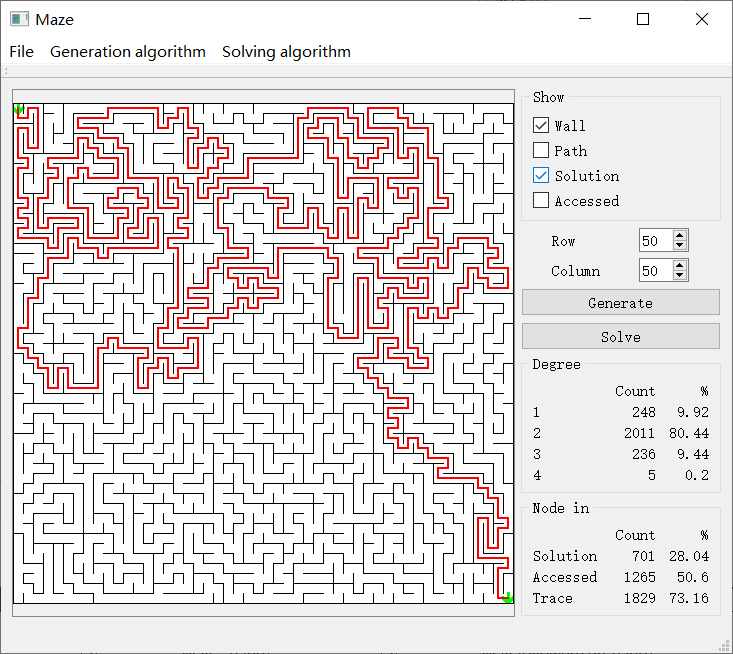 Maze
File Generation algorithm Solving algorithm
Show
Wall
Path
Solution
Accessed
Row 50
Column 50
Generate
Solve
Degree
Count %
1 248 9.92
2 2011 80.44
3 236 9.44
4 5 0.2
Node in
Count %
Solution 701 28.04
Accessed 1265 50.6
Trace 1829 73.16